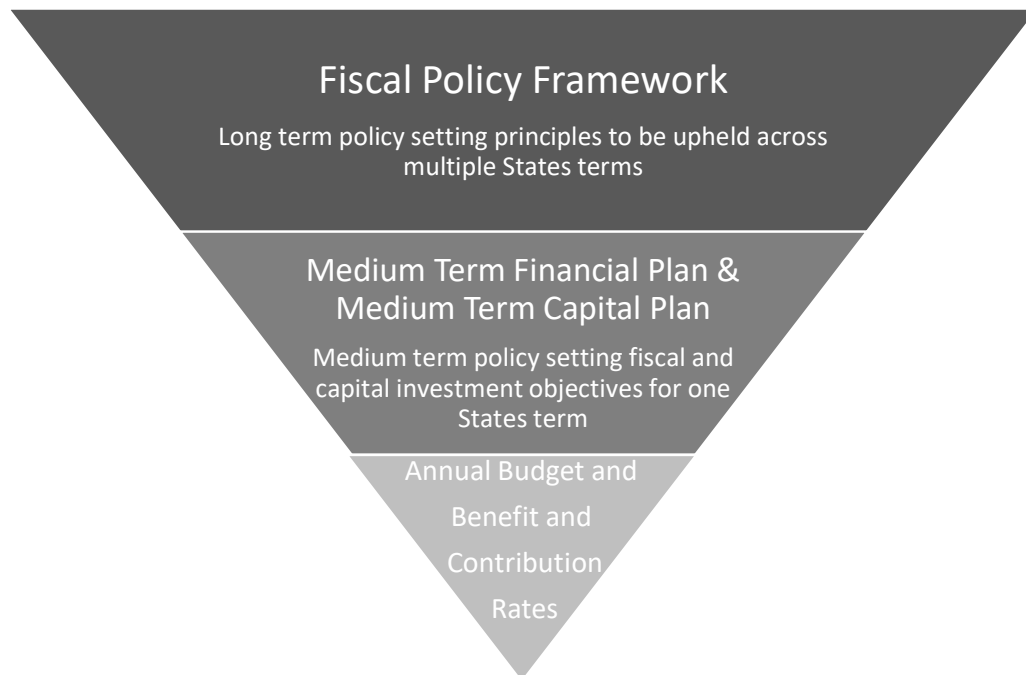 Fiscal Policy Framework
Long term policy setting principles to be upheld across
multiple States terms
Medium Term Financial Plan &
Medium Term Capital Plan
Medium term policy setting fiscal and
capital investment objectives for one
States term
Annual Budget and
Benefit and
Contribution
Rates